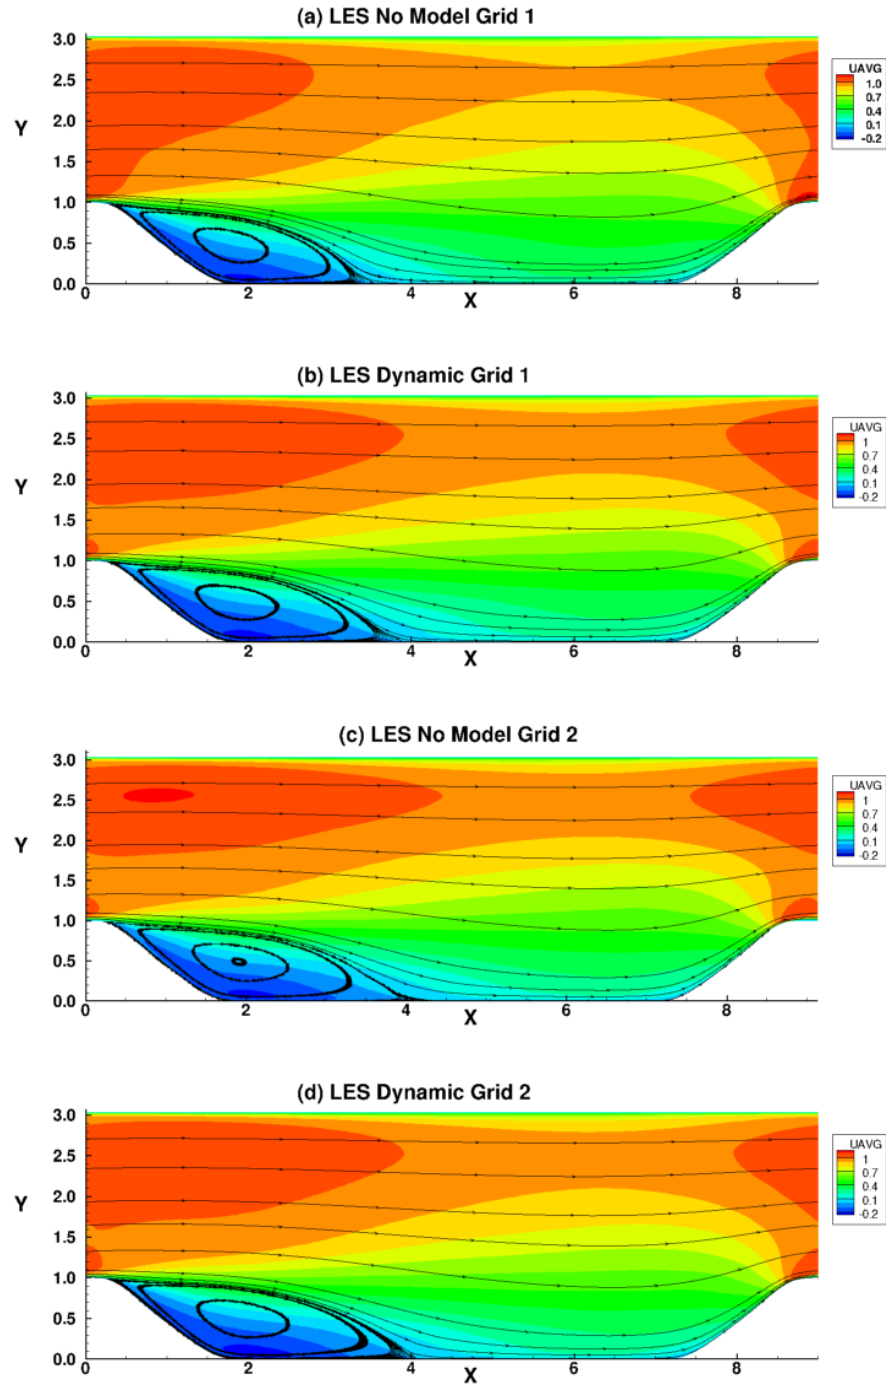 (a) LES No Model Grid 1
3.0
2.5
Y
2.0
1.5
1.0
0.5
0.0
0 2 4 6 8
X
UAVG
1.0
0.7
0.4
0.1
-0.2
(b) LES Dynamic Grid 1
3.0
2.5
Y
2.0
1.5
1.0
0.5
0.0
0 2 4 6 8
X
UAVG
1
0.7
0.4
0.1
-0.2
(c) LES No Model Grid 2
3.0
2.5
Y
2.0
1.5
1.0
0.5
0.0
0 2 4 6 8
X
UAVG
1
0.7
0.4
0.1
-0.2
(d) LES Dynamic Grid 2
3.0
2.5
Y
2.0
1.5
1.0
0.5
0.0
0 2 4 6 8
X
UAVG
1
0.7
0.4
0.1
-0.2